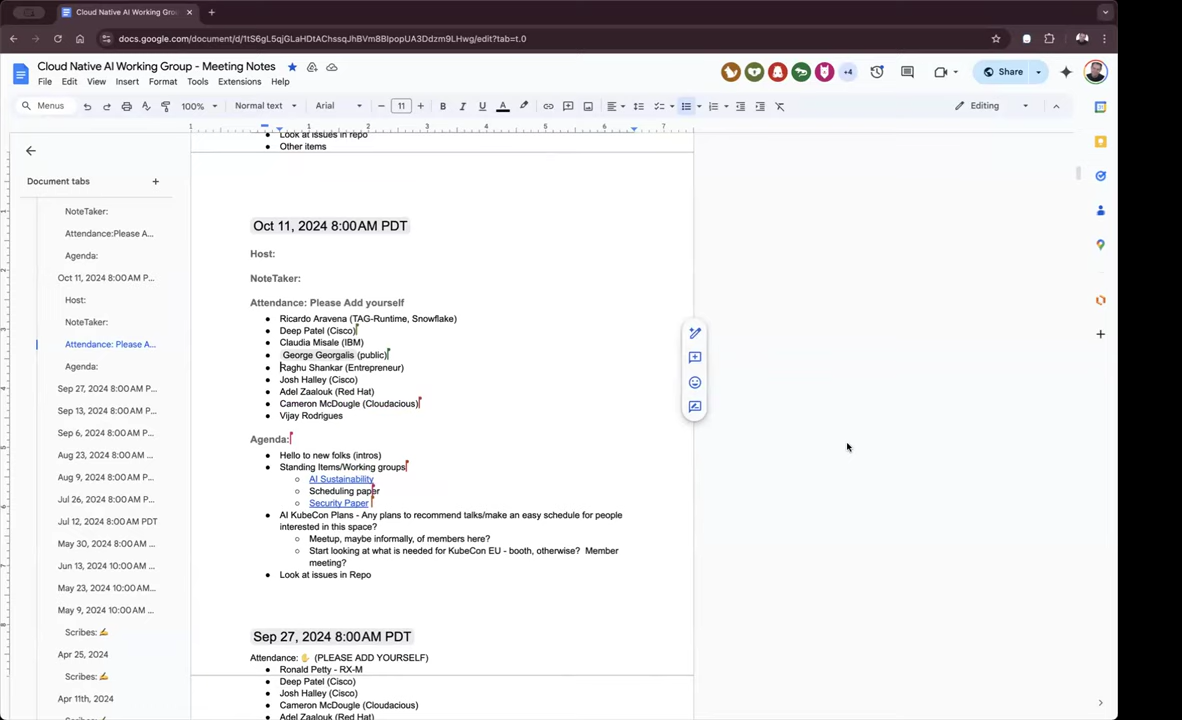 Cloud Native AI Working Gro
docs.google.com/document/d/1tS6gL5qjGLaHDtAChssqJhBVm8BIpopUA3Ddzm9LHwg/edit?tab=t.0
Cloud Native AI Working Group - Meeting Notes
File Edit View Insert Format Tools Extensions Help
+4
Share
Menus
100%
Normal text
Arial
11
Editing
1 1 2 3 4 5 6 7
Document tabs
NoteTaker:
Attendance:Please A...
Agenda:
Oct 11, 2024 8:00AM P...
Host:
NoteTaker:
Attendance: Please A...
Agenda:
Sep 27, 2024 8:00AM P...
Sep 13, 2024 8:00AM P...
Sep 6, 2024 8:00AM P...
Aug 23, 2024 8:00AM ...
Aug 9, 2024 8:00AM P...
Jul 26, 2024 8:00AM P...
Jul 12, 2024 8:00AM PDT
May 30, 2024 8:00AM P...
Jun 13, 2024 10:00AM ...
May 23, 2024 10:00AM...
May 9, 2024 10:00AM ...
Scribes: ✍
Apr 25, 2024
Scribes: ✍
Apr 11th, 2024
Look at issues in repo
Other items
Oct 11, 2024 8:00AM PDT
Host:
NoteTaker:
Attendance: Please Add yourself
Ricardo Aravena (TAG-Runtime, Snowflake)
Deep Patel (Cisco)
Claudia Misale (IBM)
George Georgalis (public)
Raghu Shankar (Entrepreneur)
Josh Halley (Cisco)
Adel Zaalouk (Red Hat)
Cameron McDougle (Cloudacious)
Vijay Rodrigues
Agenda:
Hello to new folks (intros)
Standing Items/Working groups
AI Sustainability
Scheduling paper
Security Paper
AI KubeCon Plans - Any plans to recommend talks/make an easy schedule for people
interested in this space?
Meetup, maybe informally, of members here?
Start looking at what is needed for KubeCon EU - booth, otherwise? Member
meeting?
Look at issues in Repo
Sep 27, 2024 8:00AM PDT
Attendance: ✋ (PLEASE ADD YOURSELF)
Ronald Petty - RX-M
Deep Patel (Cisco)
Josh Halley (Cisco)
Cameron McDougle (Cloudacious)
Adel Zaalouk (Red Hat)